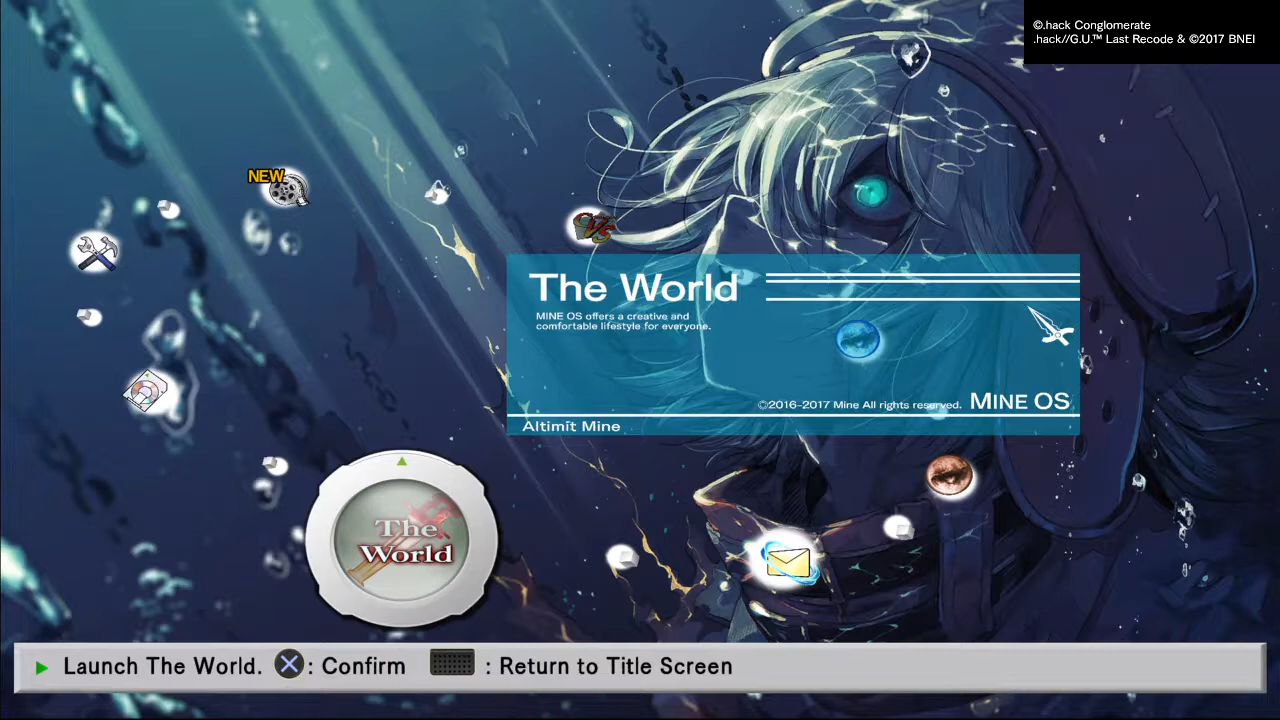 ©.hack Conglomerate
.hack//G.U.™ Last Recode & ©2017 BNEI
NEW
VS
The World
MINE OS offers a creative and
comfortable lifestyle for everyone.
©2016-2017 Mine All rights reserved. MINE OS
Altimit Mine
The
World
Launch The World. : Confirm : Return to Title Screen